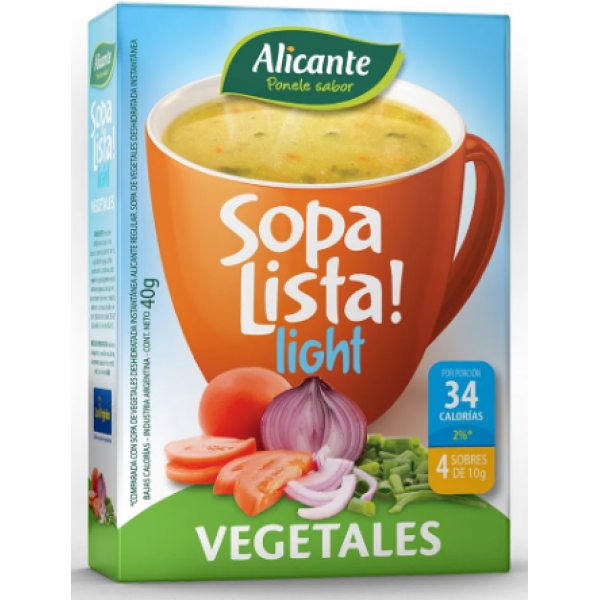 Alicante
Ponele sabor
Sopa
Lista!
light
POR PORCIÓN
34
CALORÍAS
2%*
4 SOBRES
DE 10g
VEGETALES
Sopa
Lista!
light
VEGETALES
*COMPARADA CON SOPA DE VEGETALES DESHIDRATADA INSTANTÁNEA ALICANTE REGULAR. SOPA DE VEGETALES DESHIDRATADA INSTANTÁNEA
BAJAS CALORÍAS – INDUSTRIA ARGENTINA – CONT. NETO 40g